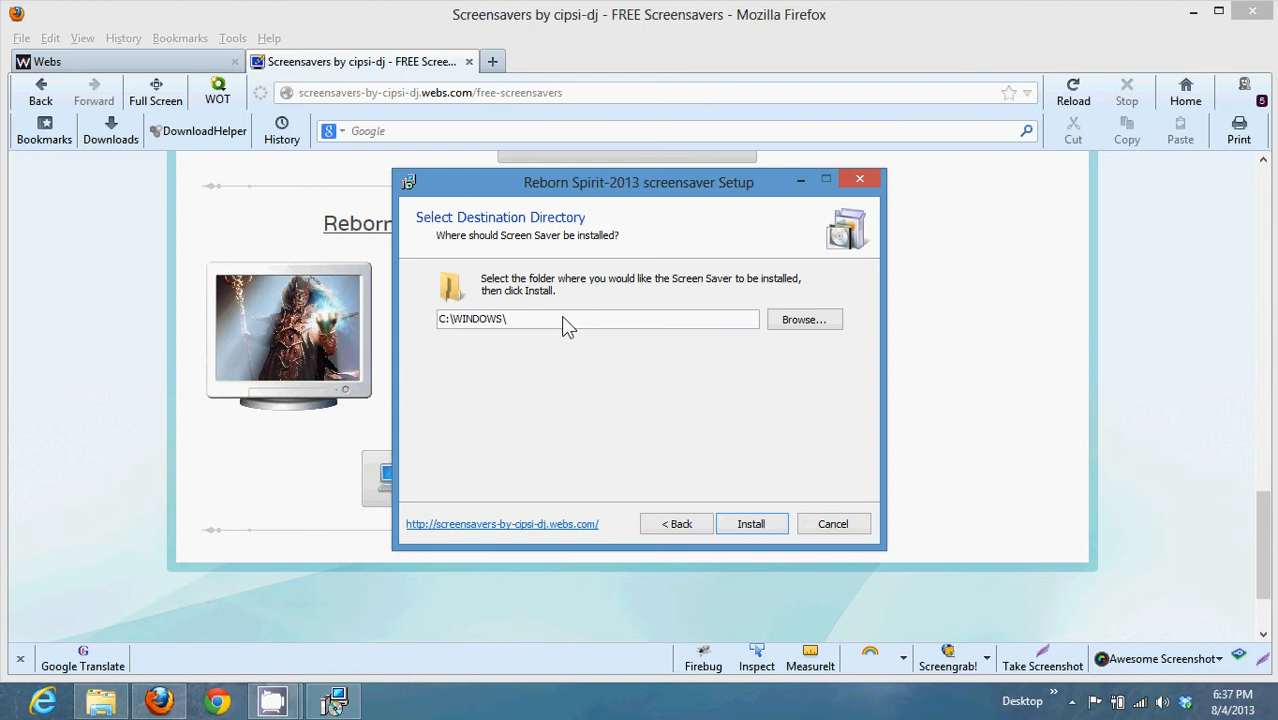 Screensavers by cipsi-dj - FREE Screensavers - Mozilla Firefox
File Edit View History Bookmarks Tools Help
Webs
Screensavers by cipsi-dj - FREE Scree...
Back Forward Full Screen WOT
screensavers-by-cipsi-dj.webs.com/free-screensavers
Reload Stop Home 5
Bookmarks Downloads DownloadHelper History
Google
Cut Copy Paste Print
Reborn
Reborn Spirit-2013 screensaver Setup
Select Destination Directory
Where should Screen Saver be installed?
Select the folder where you would like the Screen Saver to be installed,
then click Install.
C:\WINDOWS\
Browse...
http://screensavers-by-cipsi-dj.webs.com/
< Back Install Cancel
Google Translate
Firebug Inspect MeasureIt Screengrab! Take Screenshot Awesome Screenshot
Desktop
6:37 PM
8/4/2013